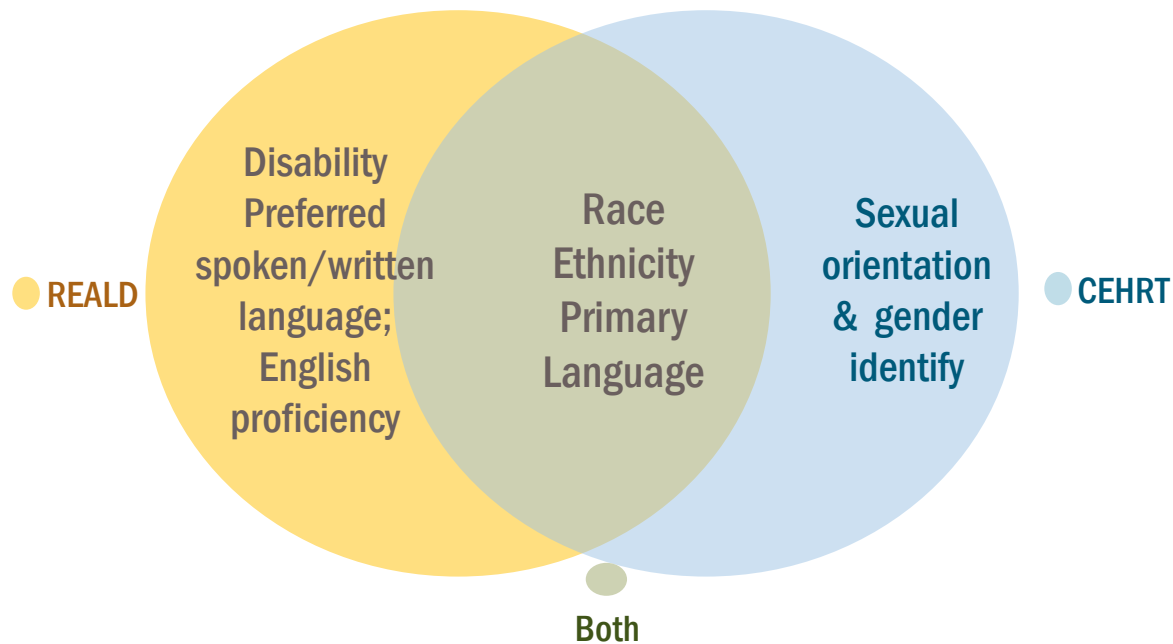 REALD
Disability
Preferred
spoken/written
language;
English
proficiency
Race
Ethnicity
Primary
Language
Sexual
orientation
& gender
identify
CEHRT
Both